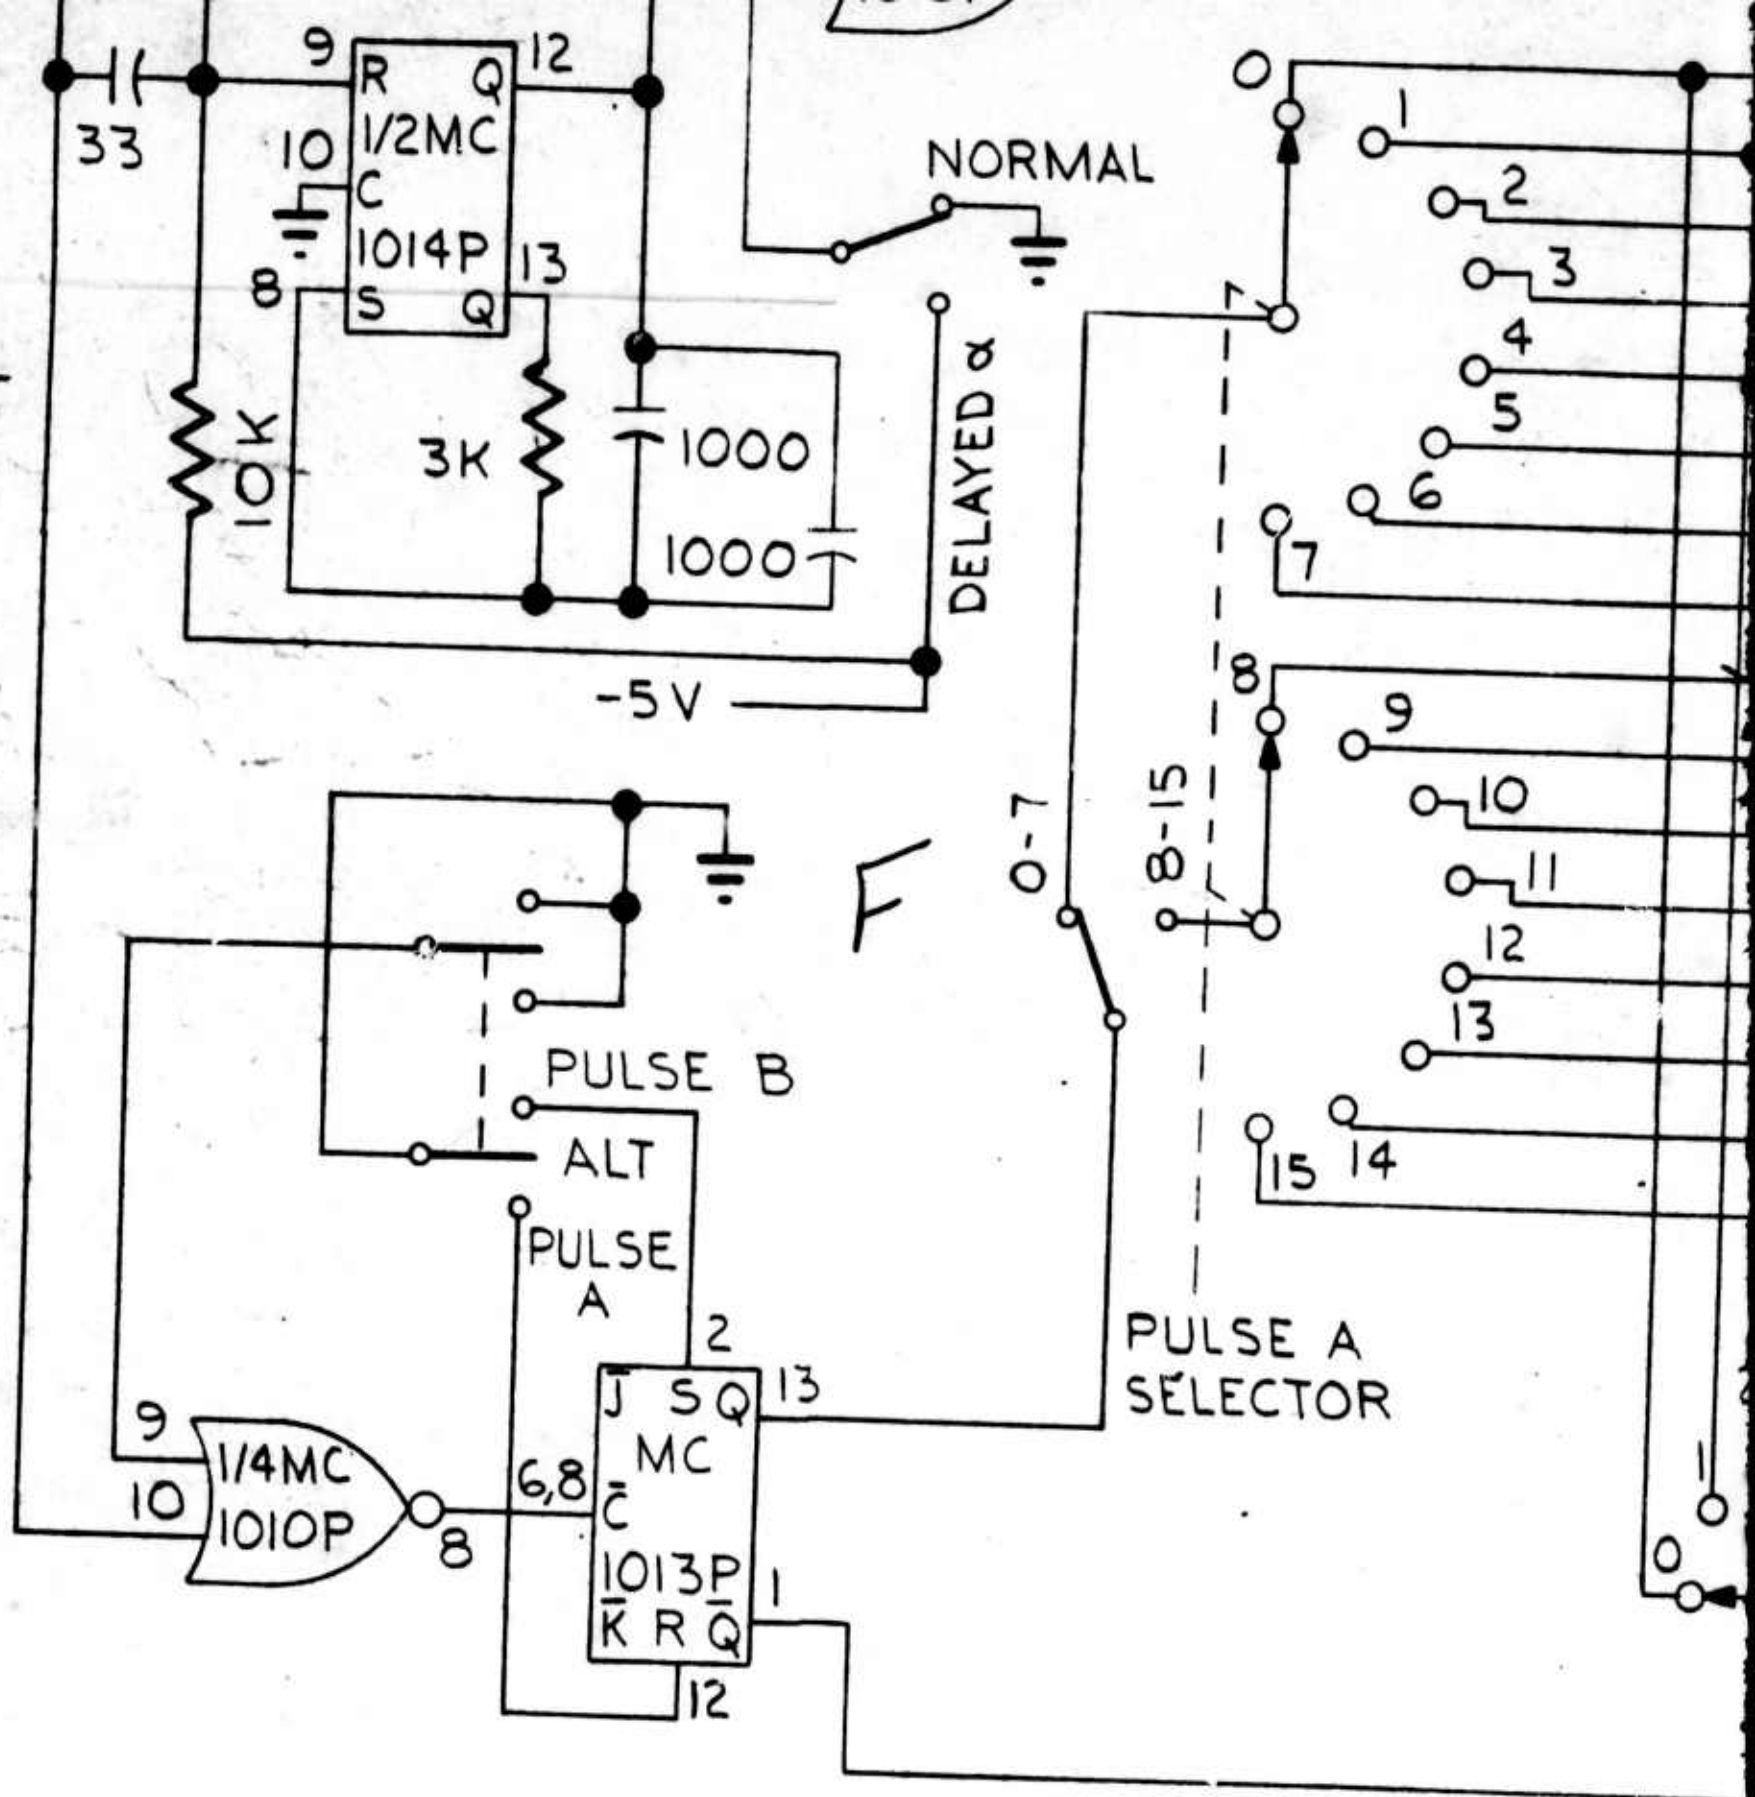 9
12
R Q
1/2MC
33
10
C
1014P
13
8
S Q
NORMAL
DELAYED α
10K
3K
1000
1000
-5V
0
1
2
3
4
5
6
7
8
9
10
11
12
13
14
15
0-7
8-15
F
PULSE B
ALT
PULSE
A
2
PULSE A
SELECTOR
9
10
1/4MC
1010P
8
6,8
J̅ S Q
13
MC
C̅
1013P
1
K̅ R Q̅
12
1
0